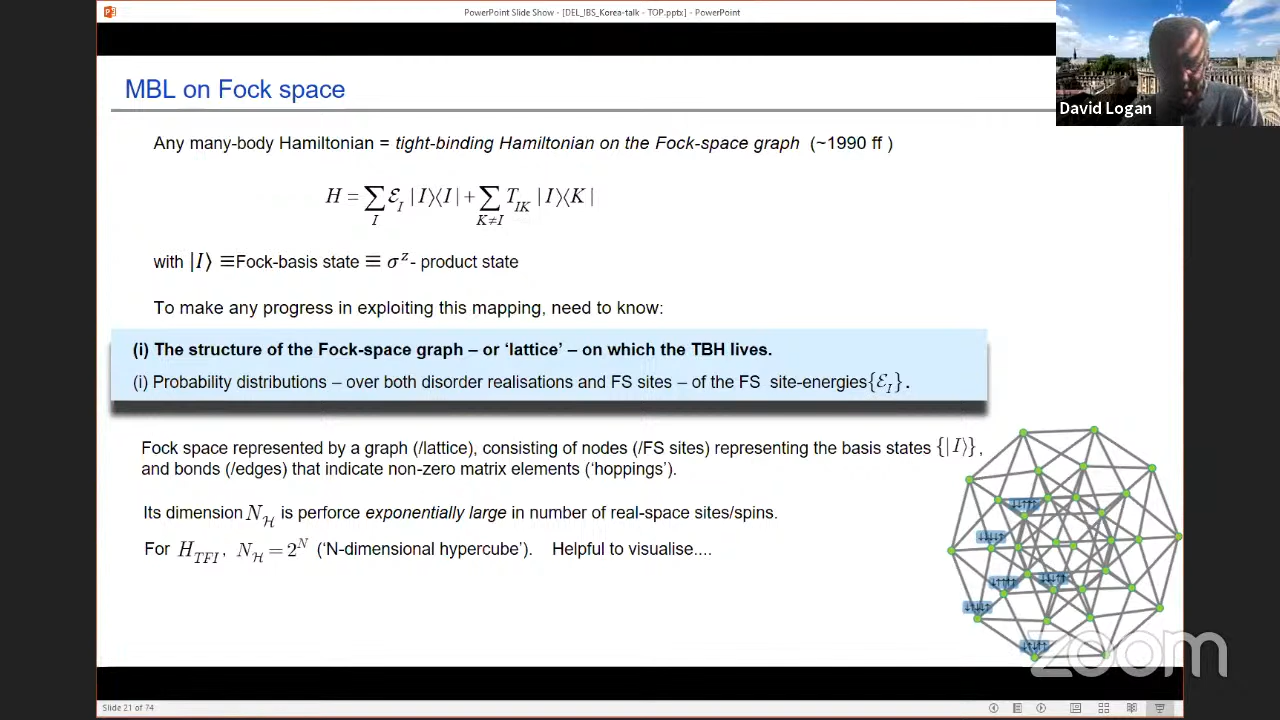 PowerPoint Slide Show - [DEL_IBS_Korea-talk - TOP.pptx] - PowerPoint
David Logan
MBL on Fock space
Any many-body Hamiltonian = tight-binding Hamiltonian on the Fock-space graph (~1990 ff )
H = ∑_I ℰ_I |I⟩⟨I| + ∑_{K≠I} T_{IK} |I⟩⟨K|
with |I⟩ ≡Fock-basis state ≡ σ^z- product state
To make any progress in exploiting this mapping, need to know:
(i) The structure of the Fock-space graph – or ‘lattice’ – on which the TBH lives.
(i) Probability distributions – over both disorder realisations and FS sites – of the FS site-energies{ℰ_I}.
Fock space represented by a graph (/lattice), consisting of nodes (/FS sites) representing the basis states {|I⟩},
and bonds (/edges) that indicate non-zero matrix elements (‘hoppings’).
Its dimension N_ℋ is perforce exponentially large in number of real-space sites/spins.
For H_{TFI}, N_ℋ = 2^N (‘N-dimensional hypercube’). Helpful to visualise....
zoom
Slide 21 of 74